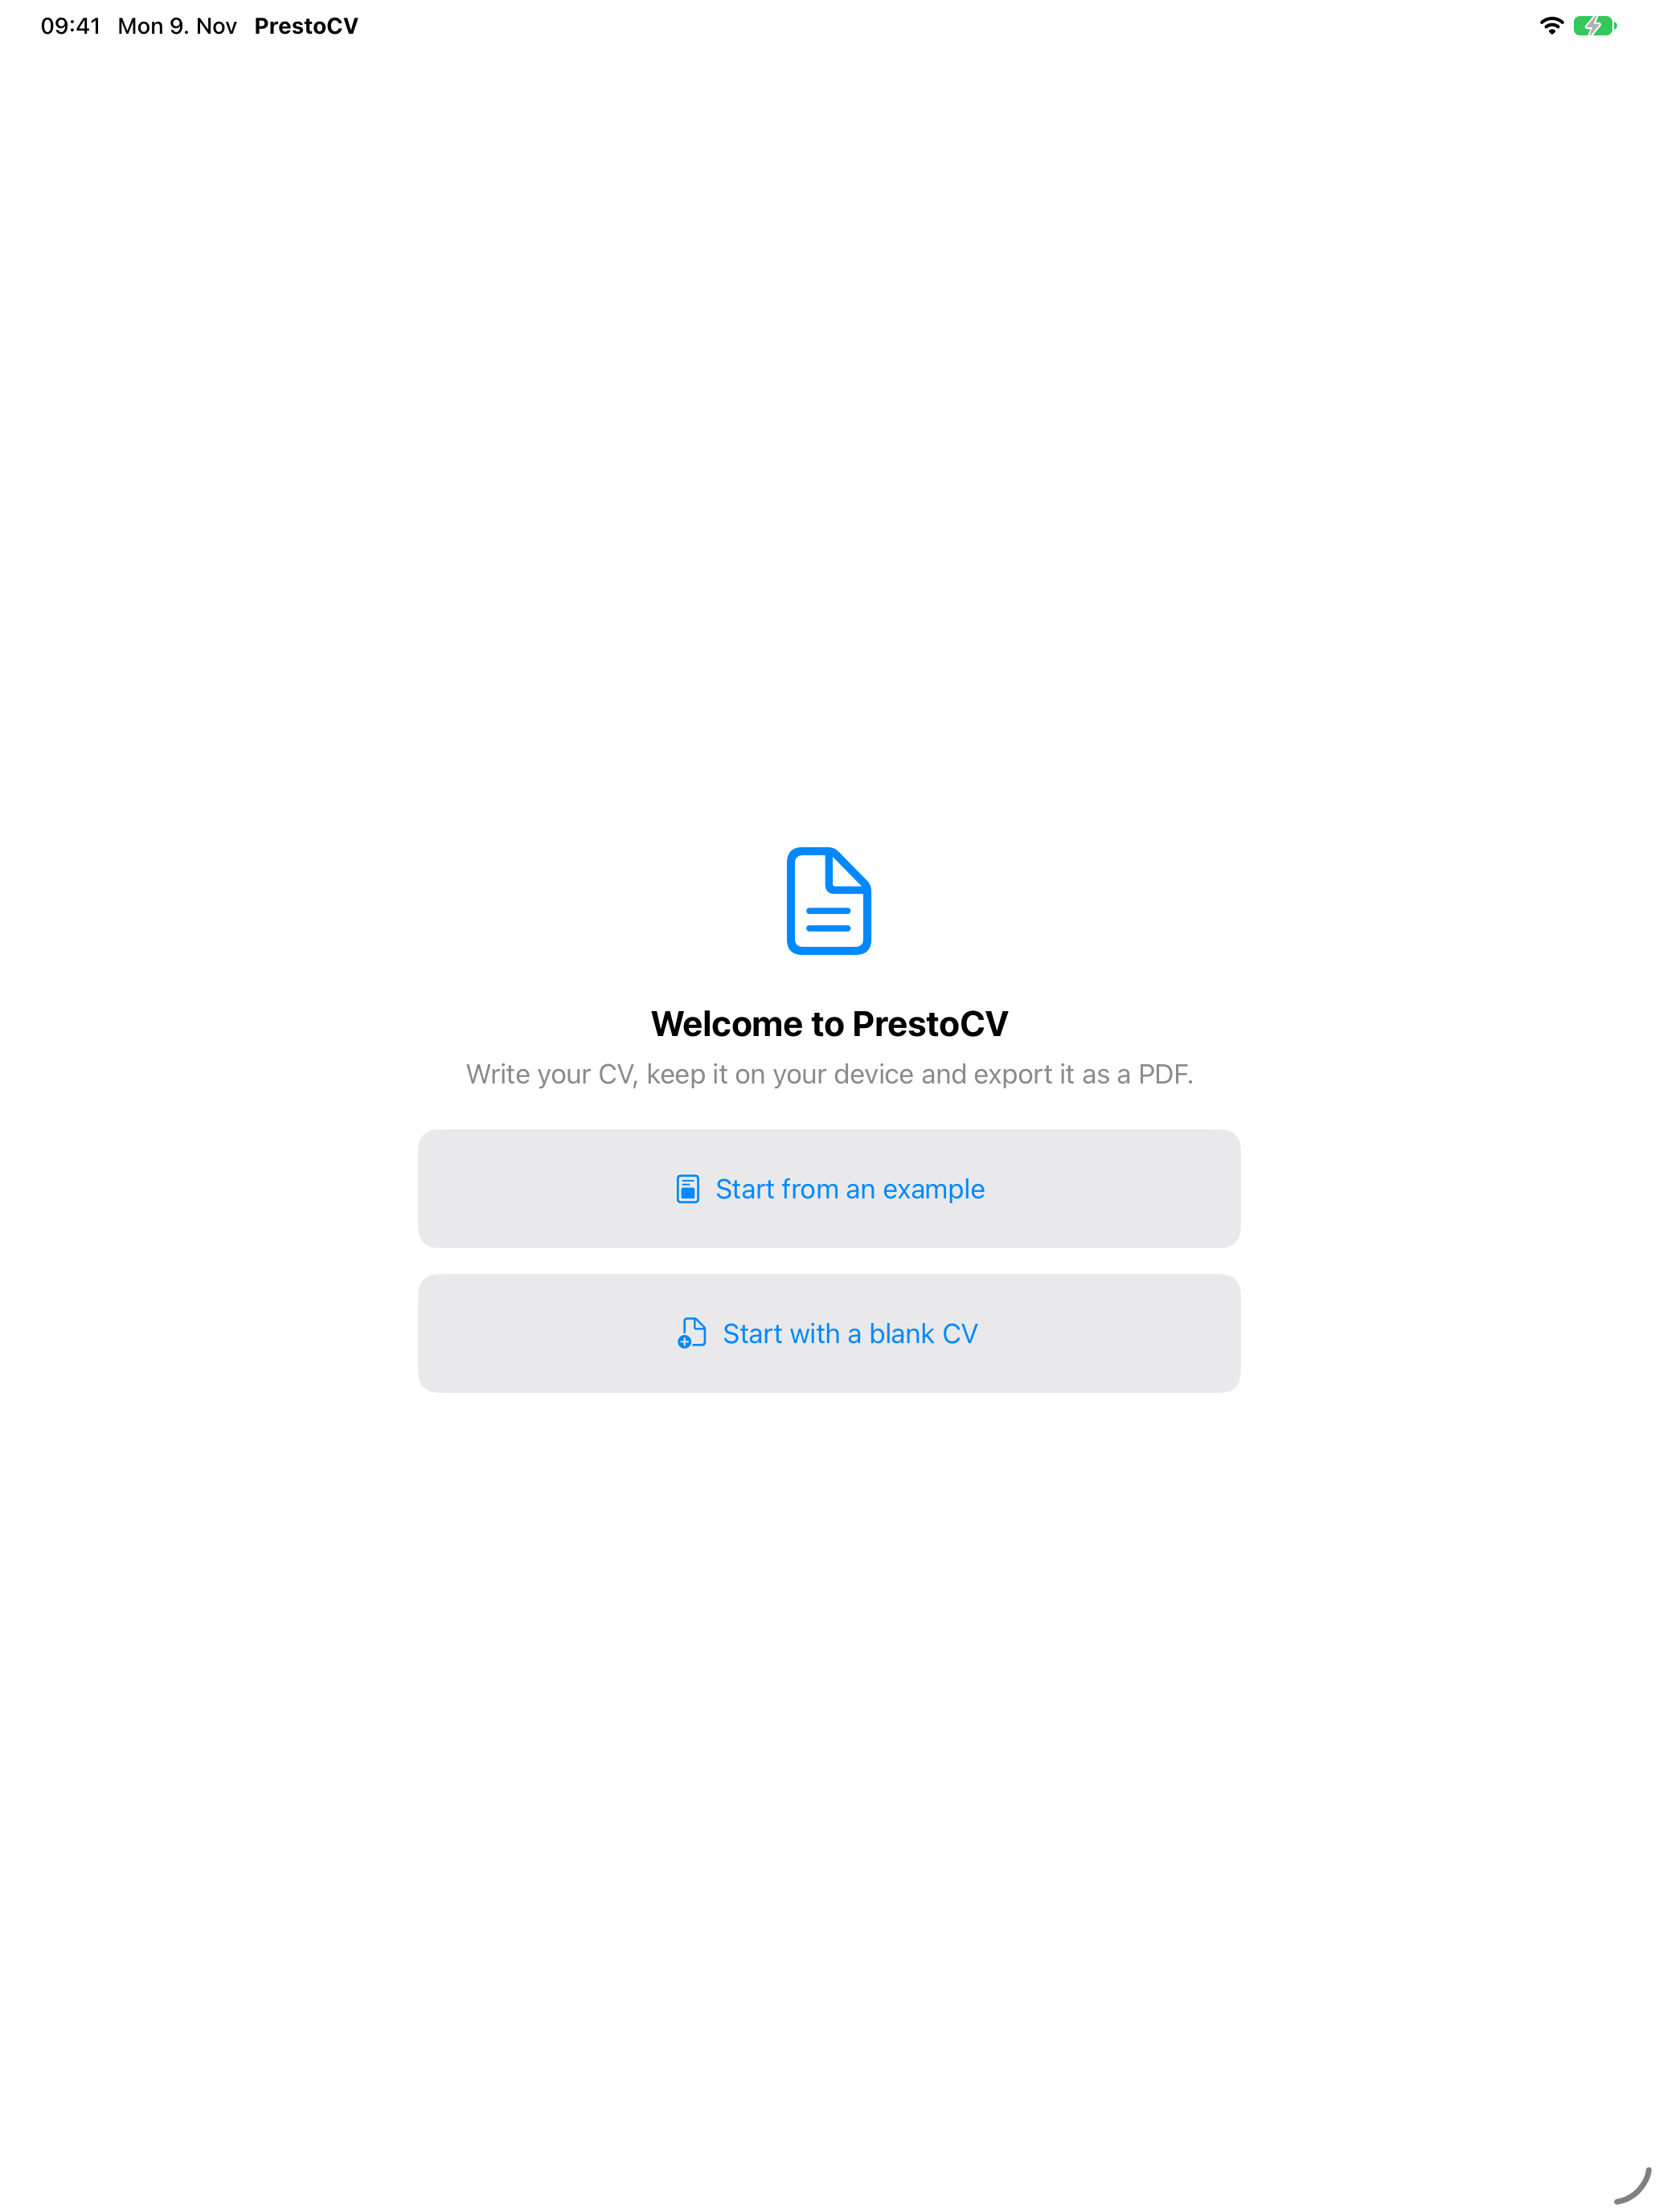 09:41 Mon 9. Nov PrestoCV
Welcome to PrestoCV
Write your CV, keep it on your device and export it as a PDF.
Start from an example
Start with a blank CV